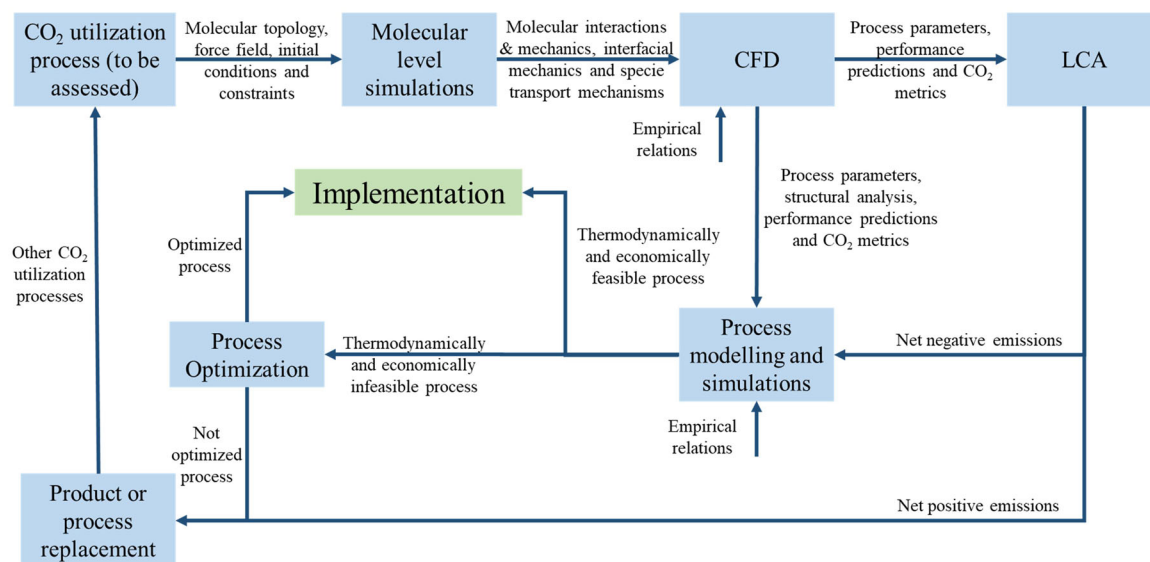 CO₂ utilization
process (to be
assessed)
Molecular topology,
force field, initial
conditions and
constraints
Molecular
level
simulations
Molecular interactions
& mechanics, interfacial
mechanics and specie
transport mechanisms
CFD
Process parameters,
performance
predictions and CO₂
metrics
LCA
Empirical
relations
Process parameters,
structural analysis,
performance predictions
and CO₂ metrics
Implementation
Optimized
process
Thermodynamically
and economically
feasible process
Other CO₂
utilization
processes
Process
Optimization
Thermodynamically
and economically
infeasible process
Process
modelling and
simulations
Net negative emissions
Empirical
relations
Not
optimized
process
Product or
process
replacement
Net positive emissions